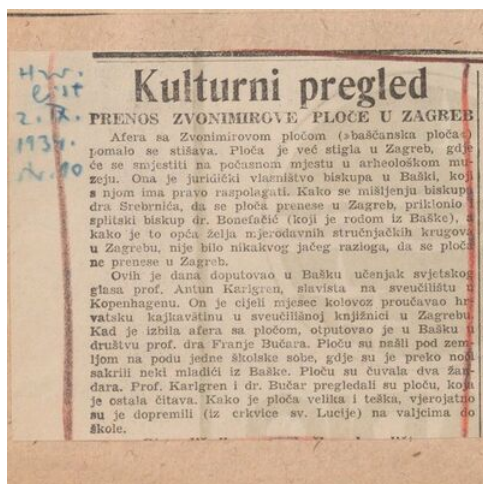 Hrv.
list
2. IX.
1934.
br. 10
Kulturni pregled
PRENOS ZVONIMIROVE PLOČE U ZAGREB
Afera sa Zvonimirovom pločom (»baščanska ploča«)
pomalo se stišava. Ploča je već stigla u Zagreb, gdje
će se smjestiti na počasnom mjestu u arheološkom mu-
zeju. Ona je juridički vlasništvo biskupa u Baški, koji
s njom ima pravo raspolagati. Kako se mišljenju biskupa
dra Srebrnića, da se ploča prenese u Zagreb, priklonio i
splitski biskup dr. Bonefačić (koji je rodom iz Baške), a
kako je to opća želja mjerodavnih stručnjačkih krugova
u Zagrebu, nije bilo nikakvog jačeg razloga, da se ploča
ne prenese u Zagreb.
Ovih je dana doputovao u Bašku učenjak svjetskog
glasa prof. Antun Karlgren, slavista na sveučilištu u
Kopenhagenu. On je cijeli mjesec kolovoz proučavao hr-
vatsku kajkavštinu u sveučilišnoj knjižnici u Zagrebu.
Kad je izbila afera sa pločom, otputovao je u Bašku u
društvu prof. dra Franje Bučara. Ploču su našli pod zem-
ljom na podu jedne školske sobe, gdje su je preko noći
sakrili neki mladići iz Baške. Ploču su čuvala dva žan-
dara. Prof. Karlgren i dr. Bučar pregledali su ploču, koja
je ostala čitava. Kako je ploča velika i teška, vjerojatno
su je dopremili (iz crkvice sv. Lucije) na valjcima do
škole.